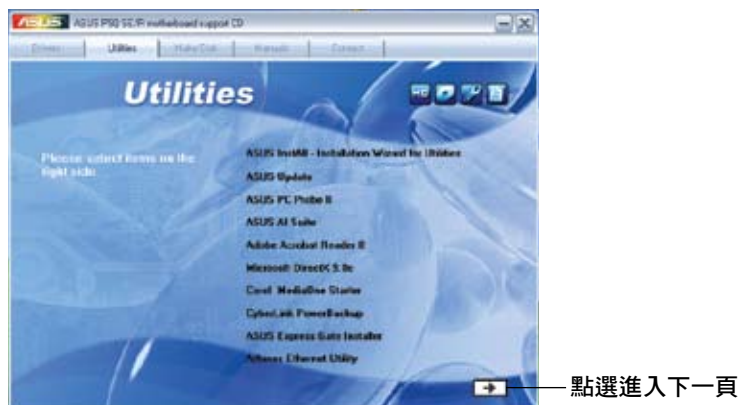 ASUS P5Q SE/R motherboard support CD
Drivers Utilities Make Disk Manuals Contact
Utilities
Please select items on the
right side.
ASUS InstAll - Installation Wizard for Utilities
ASUS Update
ASUS PC Probe II
ASUS AI Suite
Adobe Acrobat Reader 8
Microsoft DirectX 9.0c
Corel MediaOne Starter
CyberLink PowerBackup
ASUS Express Gate Installer
Atheros Ethernet Utility
點選進入下一頁